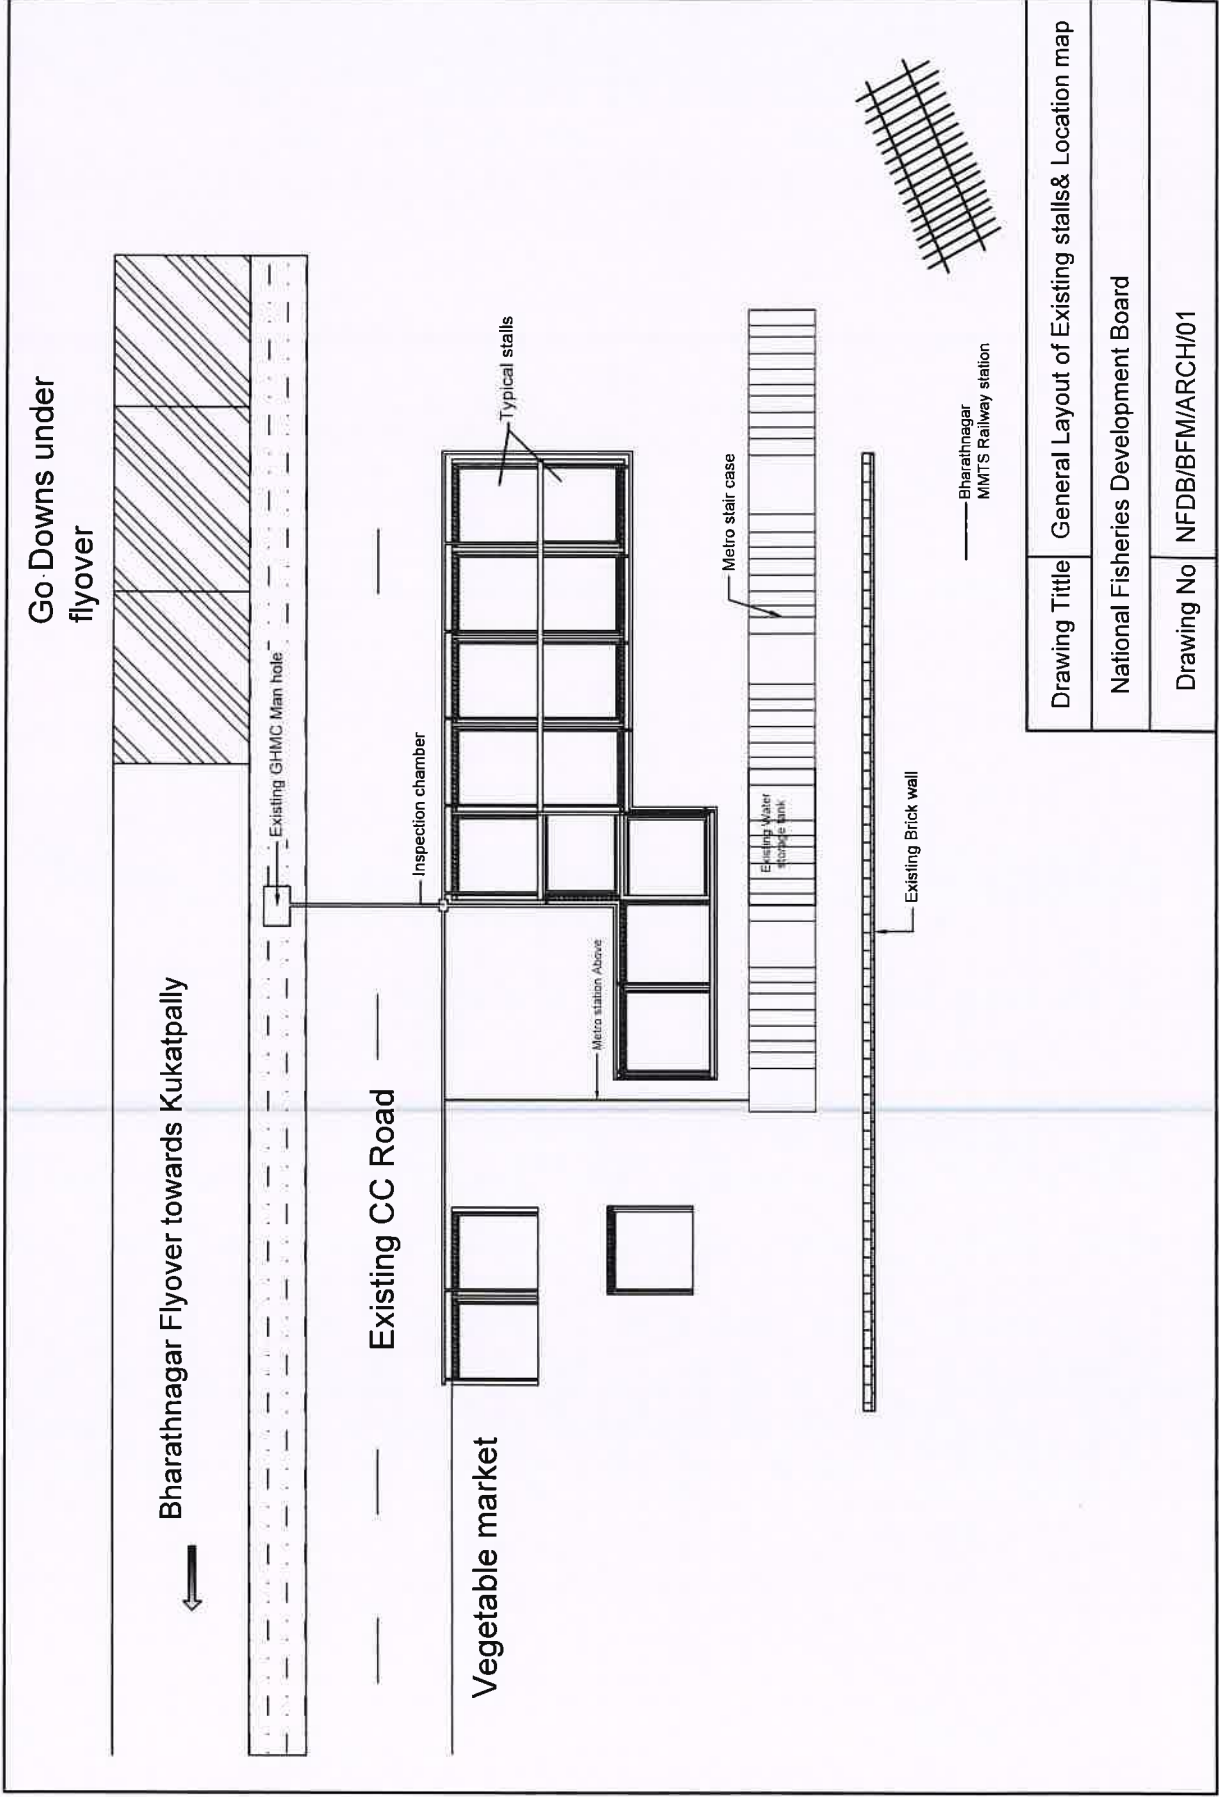 Go Downs under
flyover
Bharathnagar Flyover towards Kukatpally
Existing GHMC Man hole
Existing CC Road
Inspection chamber
Vegetable market
Typical stalls
Metro station Above
Metro stair case
Existing Water
storage tank
Existing Brick wall
Bharathnagar
MMTS Railway station
Drawing Tittle General Layout of Existing stalls& Location map
National Fisheries Development Board
Drawing No NFDB/BFM/ARCH/01